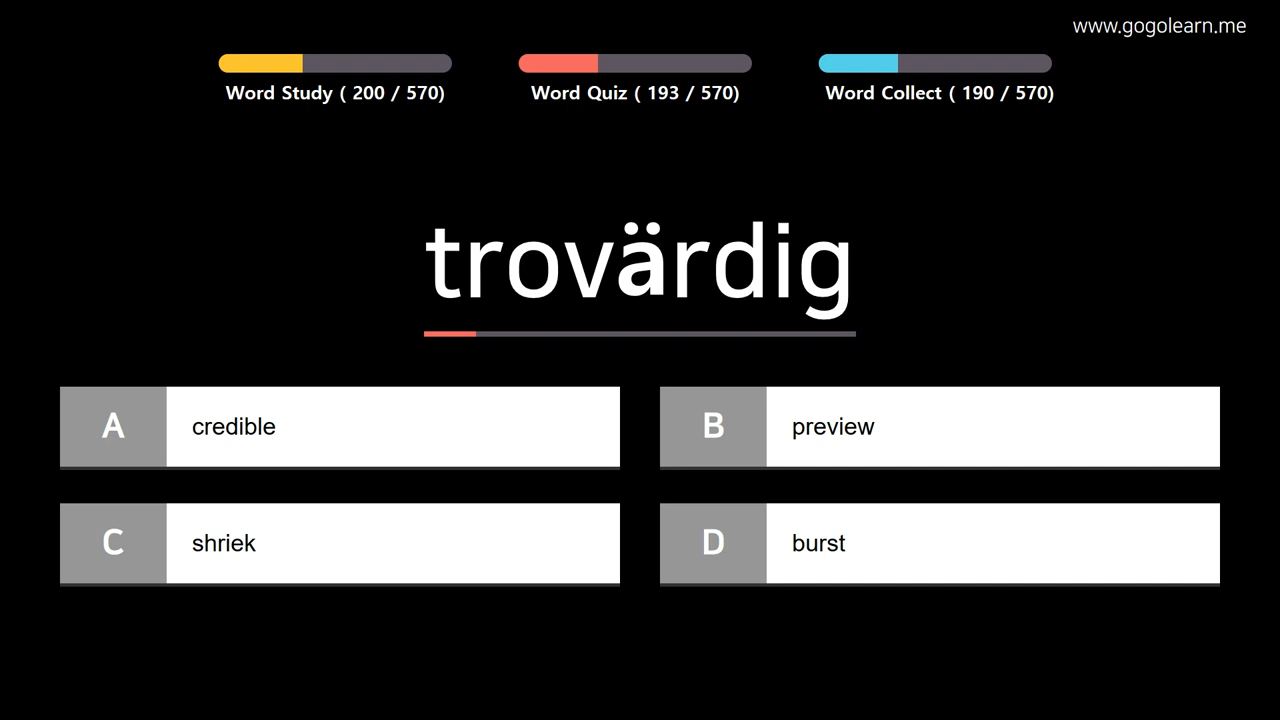 www.gogolearn.me
Word Study ( 200 / 570)
Word Quiz ( 193 / 570)
Word Collect ( 190 / 570)
trovärdig
A credible
B preview
C shriek
D burst